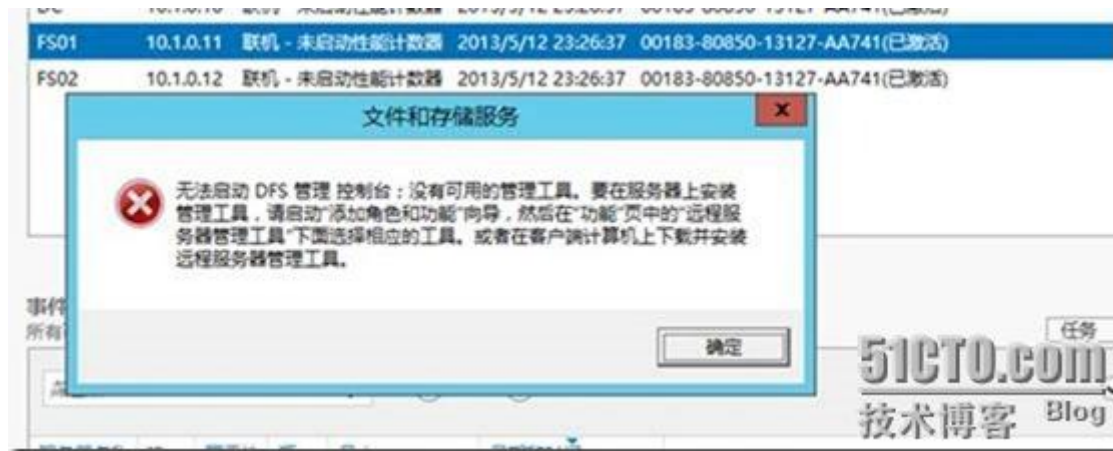 FS01 10.1.0.11 联机 - 未启动性能计数器 2013/5/12 23:26:37 00183-80850-13127-AA741(已激活)
FS02 10.1.0.12 联机 - 未启动性能计数器 2013/5/12 23:26:37 00183-80850-13127-AA741(已激活)
文件和存储服务
无法启动 DFS 管理 控制台：没有可用的管理工具。要在服务器上安装
管理工具，请启动"添加角色和功能"向导，然后在"功能"页中的"远程服
务器管理工具"下面选择相应的工具。或者在客户端计算机上下载并安装
远程服务器管理工具。
确定
事件
所有
任务
51CTO.com
技术博客 Blog